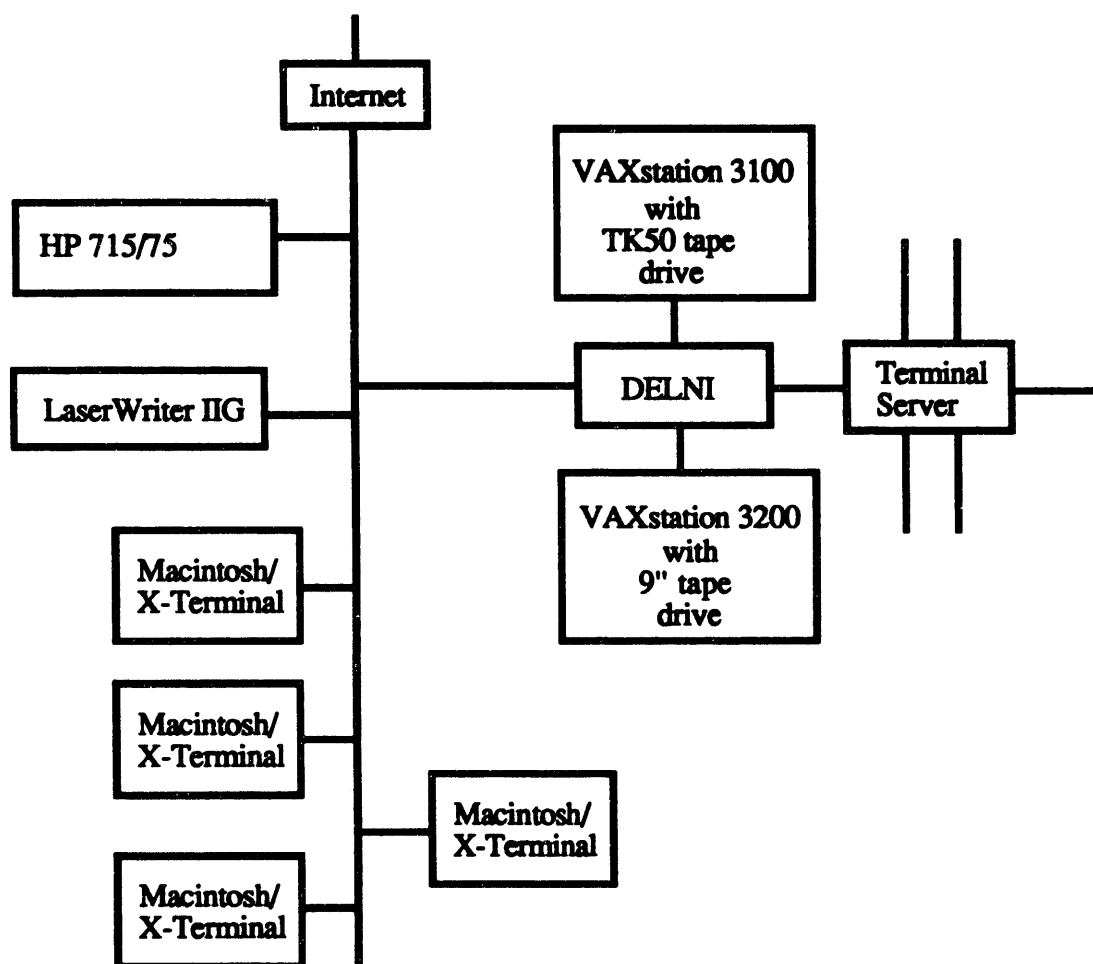 Internet
VAXstation 3100
with
TK50 tape
drive
HP 715/75
LaserWriter IIG
DELNI
Terminal
Server
VAXstation 3200
with
9" tape
drive
Macintosh/
X-Terminal
Macintosh/
X-Terminal
Macintosh/
X-Terminal
Macintosh/
X-Terminal